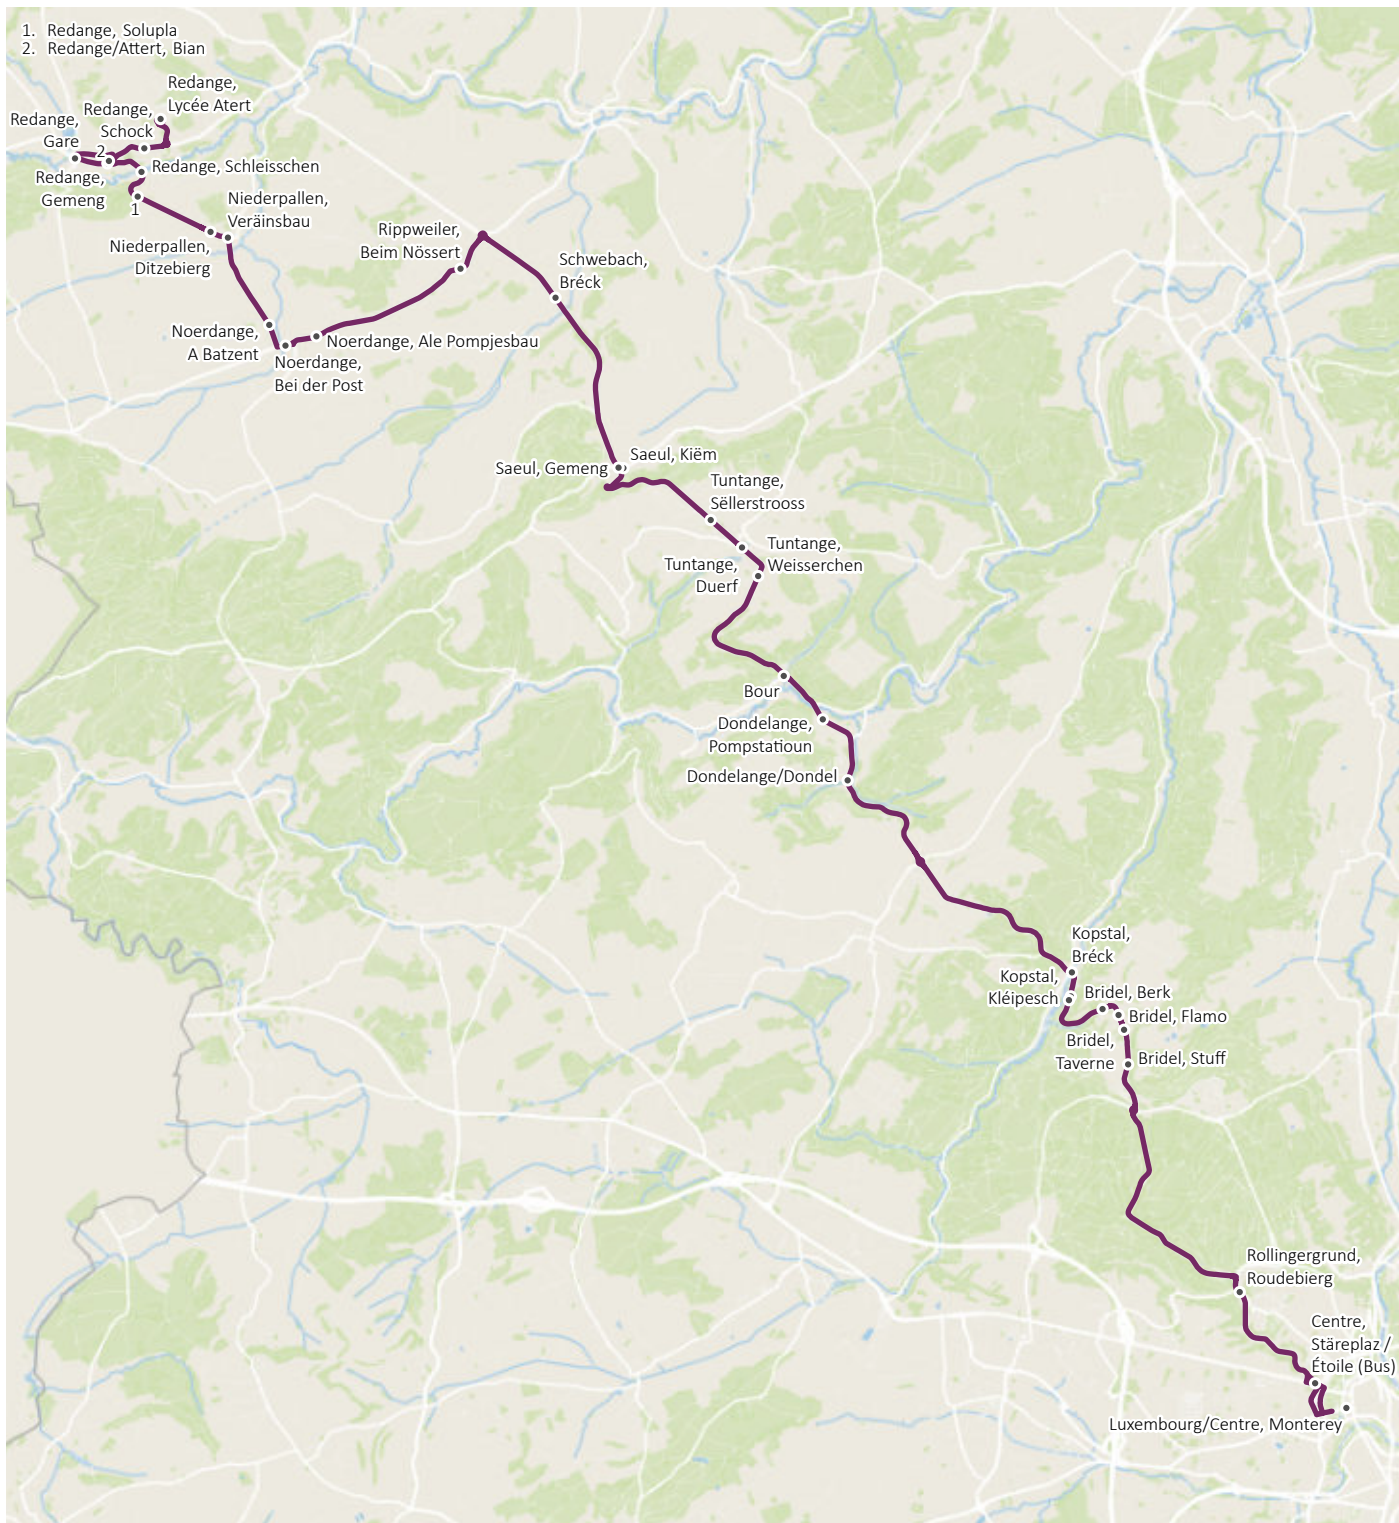 1. Redange, Solupla
2. Redange/Attert, Bian
Redange,
Lycée Atert
Redange,
Schock
Redange,
Gare
2
Redange, Schleisschen
Redange,
Gemeng
1
Niederpallen,
Veräinsbau
Niederpallen,
Ditzebierg
Rippweiler,
Beim Nössert
Schwebach,
Bréck
Noerdange,
A Batzent
Noerdange, Ale Pompjesbau
Noerdange,
Bei der Post
Saeul, Kiëm
Saeul, Gemeng
Tuntange,
Sëllerstrooss
Tuntange,
Weisserchen
Tuntange,
Duerf
Bour
Dondelange,
Pompstatioun
Dondelange/Dondel
Kopstal,
Bréck
Kopstal,
Kléipesch
Bridel, Berk
Bridel, Flamo
Bridel,
Taverne
Bridel, Stuff
Rollingergrund,
Roudebierg
Centre,
Stäreplaz /
Étoile (Bus)
Luxembourg/Centre, Monterey